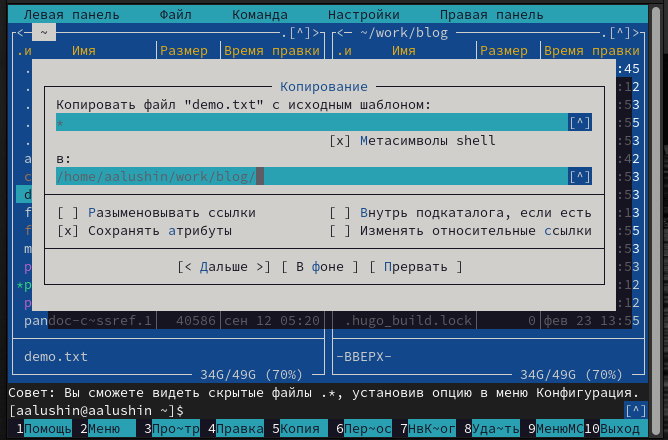 Левая панель Файл Команда Настройки Правая панель
<─ ~ .[^]> <─ ~/work/blog .[^]>
.и Имя Размер Время правки .и Имя Размер Время правки
Копирование
Копировать файл "demo.txt" с исходным шаблоном:
* [^]
[x] Метасимволы shell
в:
/home/aalushin/work/blog/ [^]
[ ] Разыменовывать ссылки [ ] Внутрь подкаталога, если есть
[x] Сохранять атрибуты [ ] Изменять относительные ссылки
[< Дальше >] [ В фоне ] [ Прервать ]
pandoc-c~ssref.1 40586 сен 12 05:20 .hugo_build.lock 0 фев 23 13:55
demo.txt -ВВЕРХ-
34G/49G (70%) 34G/49G (70%)
Совет: Вы сможете видеть скрытые файлы .*, установив опцию в меню Конфигурация.
[aalushin@aalushin ~]$ [^]
1Помощь 2Меню 3Про~тр 4Правка 5Копия 6Пер~ос 7НвК~ог 8Уда~ть 9МенюMC 10Выход